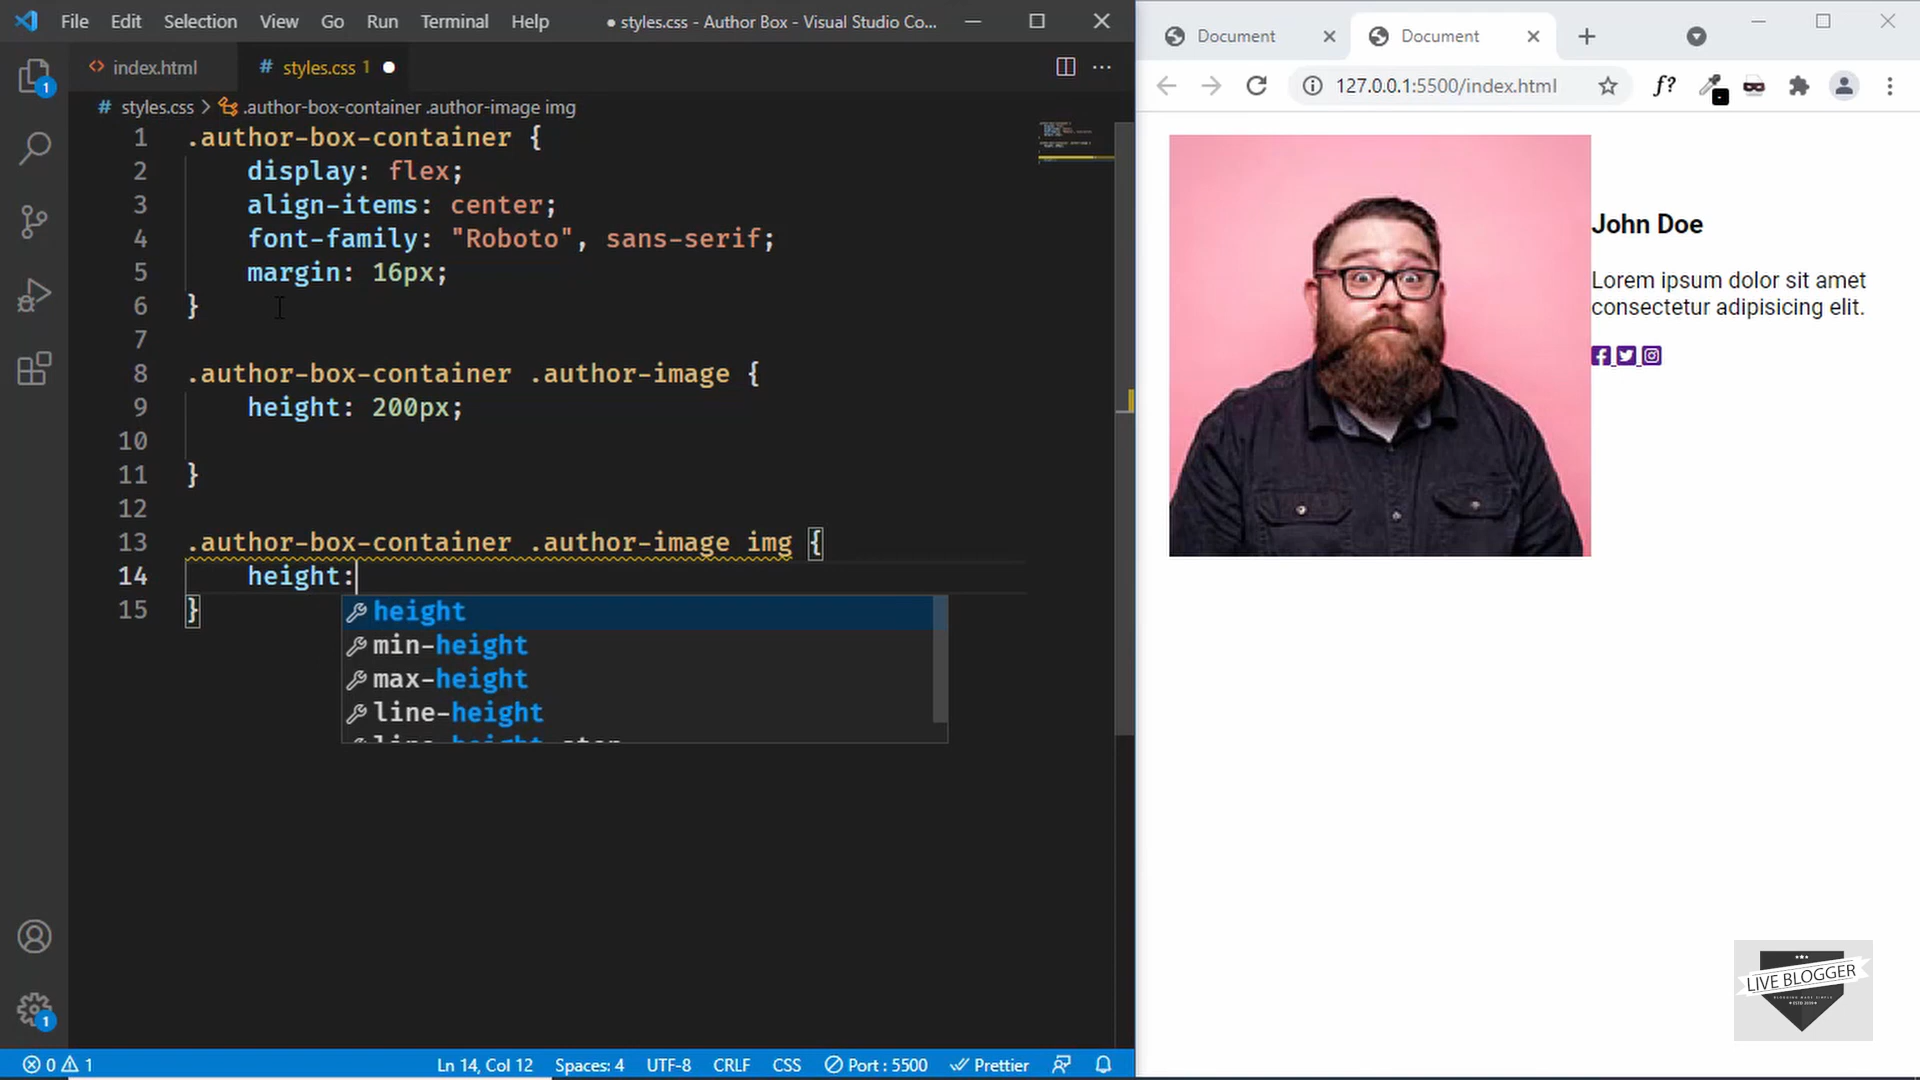 File Edit Selection View Go Run Terminal Help ● styles.css - Author Box - Visual Studio Co...
index.html
# styles.css 1 ●
# styles.css > .author-box-container .author-image img
1 .author-box-container {
2 display: flex;
3 align-items: center;
4 font-family: "Roboto", sans-serif;
5 margin: 16px;
6 }
7
8 .author-box-container .author-image {
9 height: 200px;
10
11 }
12
13 .author-box-container .author-image img {
14 height:
15 }
height
min-height
max-height
line-height
line-height-step
1
1
0 1 Ln 14, Col 12 Spaces: 4 UTF-8 CRLF CSS Port : 5500 Prettier
Document Document
127.0.0.1:5500/index.html
f?
John Doe
Lorem ipsum dolor sit amet
consectetur adipisicing elit.
LIVE BLOGGER